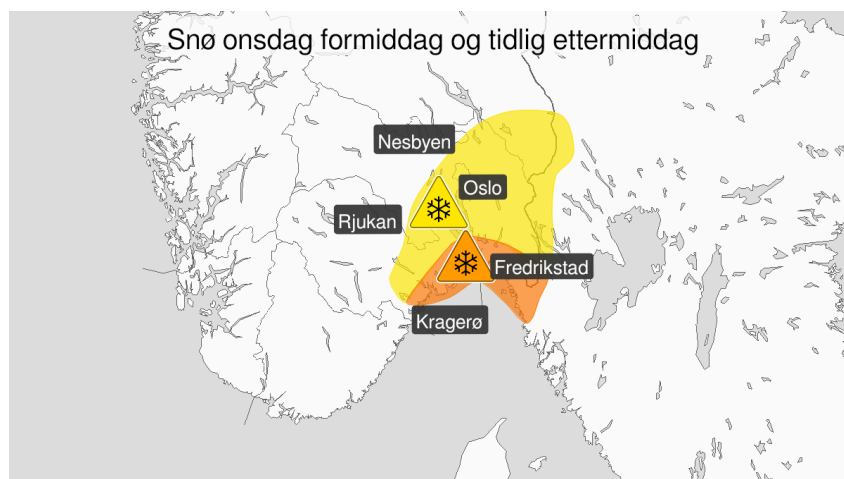 Snø onsdag formiddag og tidlig ettermiddag
Nesbyen
Oslo
Rjukan
Fredrikstad
Kragerø